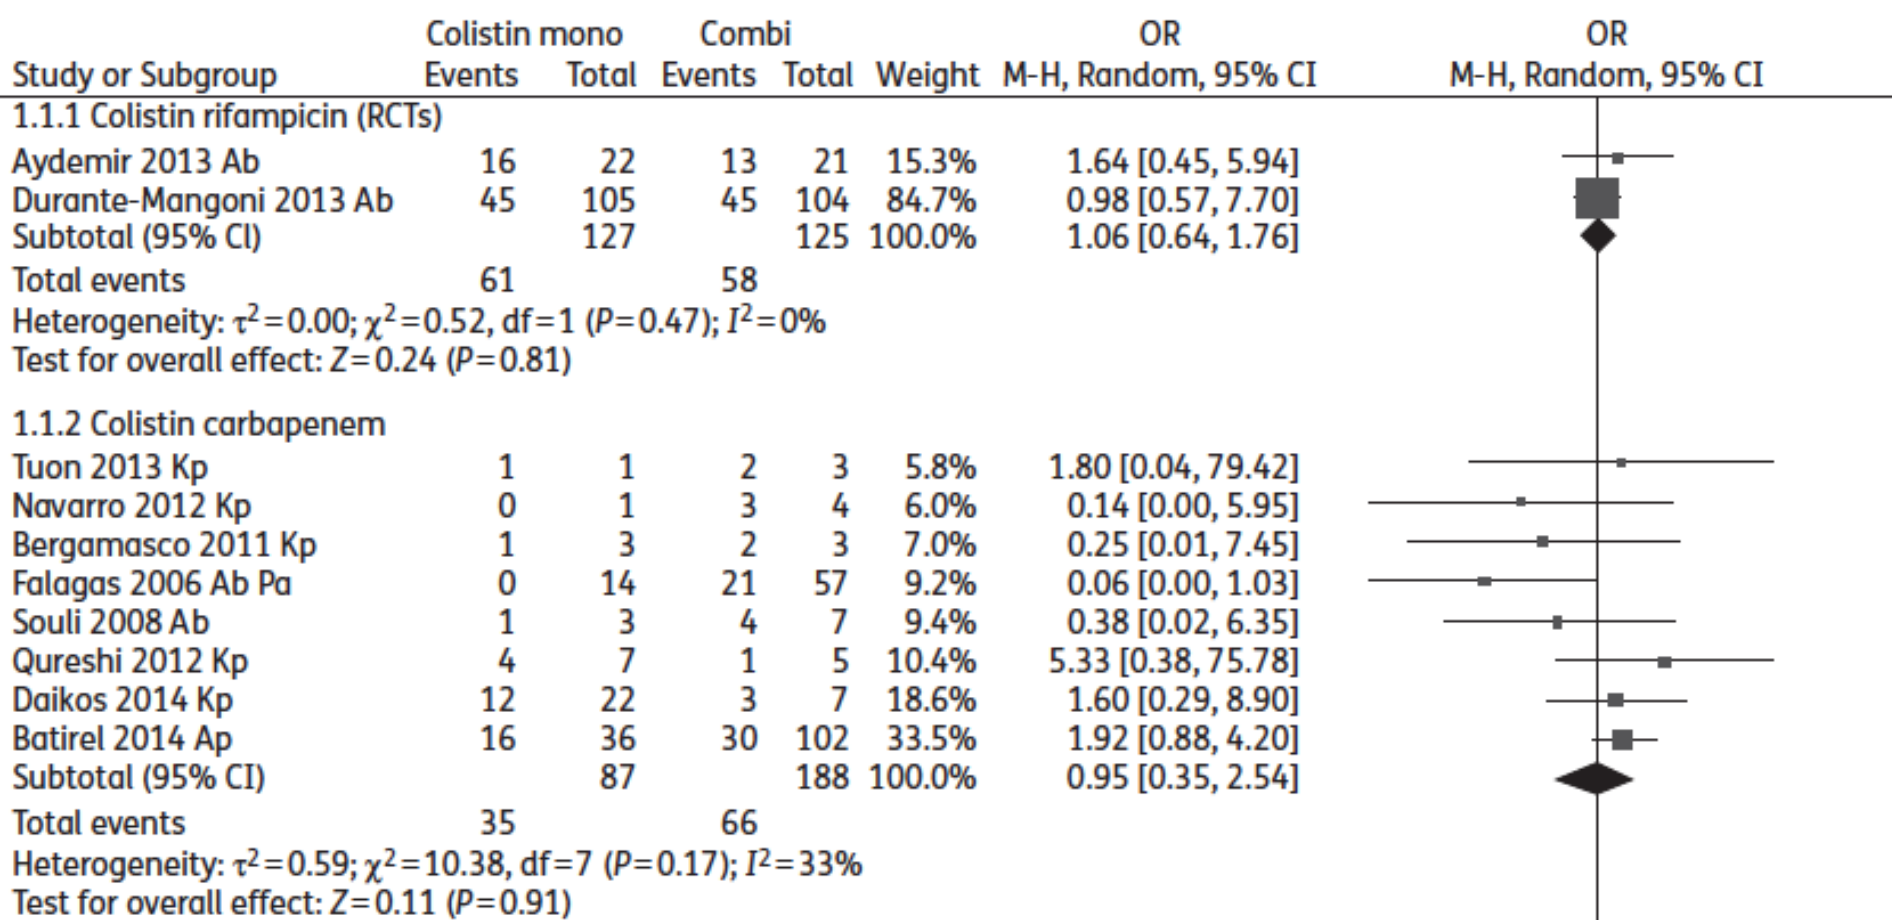 Colistin mono Combi OR OR
Study or Subgroup Events Total Events Total Weight M-H, Random, 95% CI M-H, Random, 95% CI
1.1.1 Colistin rifampicin (RCTs)
Aydemir 2013 Ab 16 22 13 21 15.3% 1.64 [0.45, 5.94]
Durante-Mangoni 2013 Ab 45 105 45 104 84.7% 0.98 [0.57, 7.70]
Subtotal (95% CI) 127 125 100.0% 1.06 [0.64, 1.76]
Total events 61 58
Heterogeneity: τ²=0.00; χ²=0.52, df=1 (P=0.47); I²=0%
Test for overall effect: Z=0.24 (P=0.81)
1.1.2 Colistin carbapenem
Tuon 2013 Kp 1 1 2 3 5.8% 1.80 [0.04, 79.42]
Navarro 2012 Kp 0 1 3 4 6.0% 0.14 [0.00, 5.95]
Bergamasco 2011 Kp 1 3 2 3 7.0% 0.25 [0.01, 7.45]
Falagas 2006 Ab Pa 0 14 21 57 9.2% 0.06 [0.00, 1.03]
Souli 2008 Ab 1 3 4 7 9.4% 0.38 [0.02, 6.35]
Qureshi 2012 Kp 4 7 1 5 10.4% 5.33 [0.38, 75.78]
Daikos 2014 Kp 12 22 3 7 18.6% 1.60 [0.29, 8.90]
Batirel 2014 Ap 16 36 30 102 33.5% 1.92 [0.88, 4.20]
Subtotal (95% CI) 87 188 100.0% 0.95 [0.35, 2.54]
Total events 35 66
Heterogeneity: τ²=0.59; χ²=10.38, df=7 (P=0.17); I²=33%
Test for overall effect: Z=0.11 (P=0.91)